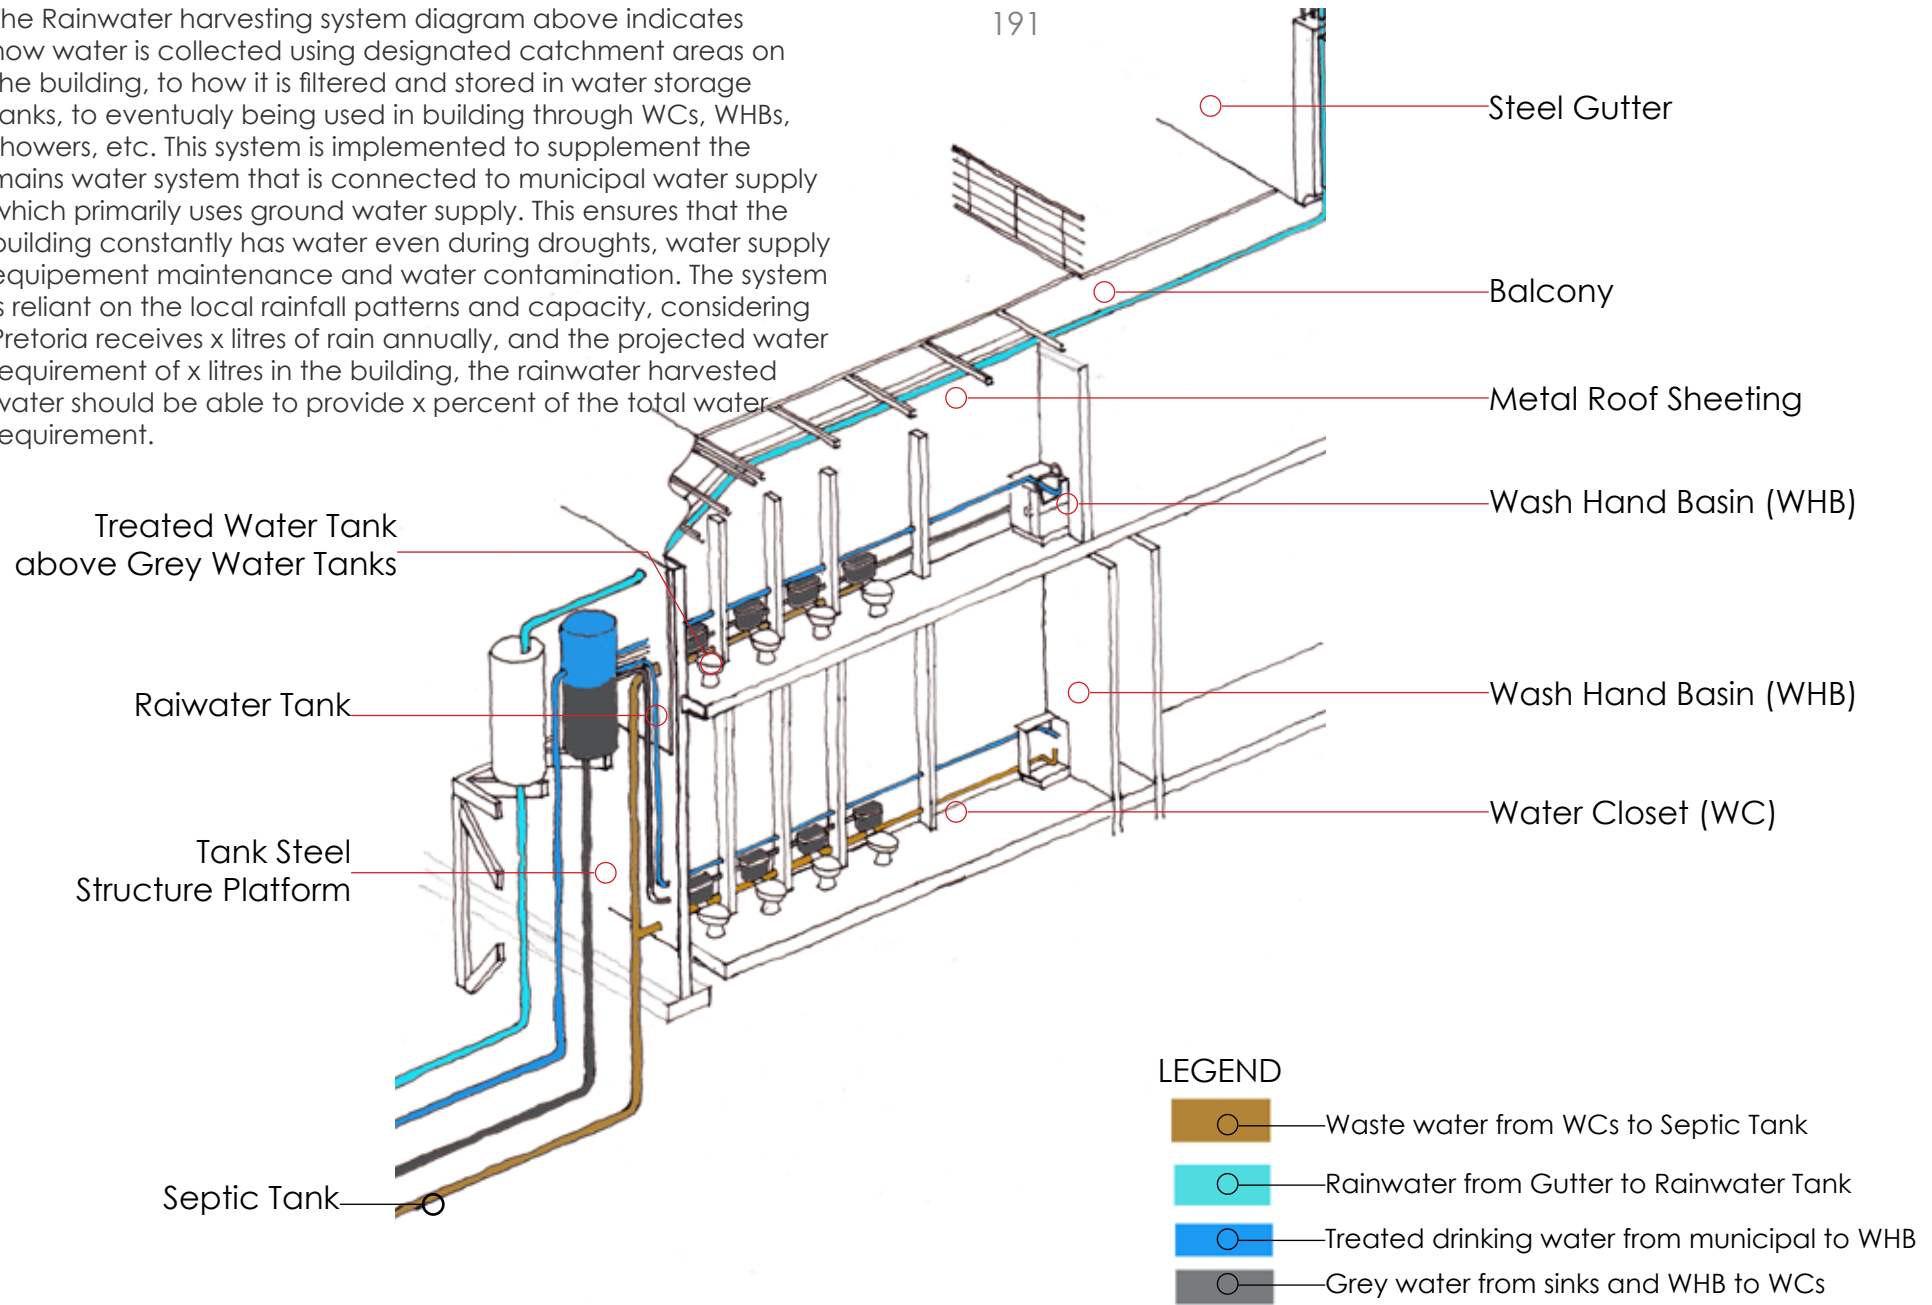 he Rainwater harvesting system diagram above indicates
how water is collected using designated catchment areas on
he building, to how it is filtered and stored in water storage
anks, to eventualy being used in building through WCs, WHBs,
howers, etc. This system is implemented to supplement the
mains water system that is connected to municipal water supply
which primarily uses ground water supply. This ensures that the
building constantly has water even during droughts, water supply
equipement maintenance and water contamination. The system
s reliant on the local rainfall patterns and capacity, considering
Pretoria receives x litres of rain annually, and the projected water
equirement of x litres in the building, the rainwater harvested
water should be able to provide x percent of the total water
equirement.
191
Steel Gutter
Balcony
Metal Roof Sheeting
Wash Hand Basin (WHB)
Wash Hand Basin (WHB)
Water Closet (WC)
Treated Water Tank
above Grey Water Tanks
Raiwater Tank
Tank Steel
Structure Platform
Septic Tank
LEGEND
Waste water from WCs to Septic Tank
Rainwater from Gutter to Rainwater Tank
Treated drinking water from municipal to WHB
Grey water from sinks and WHB to WCs